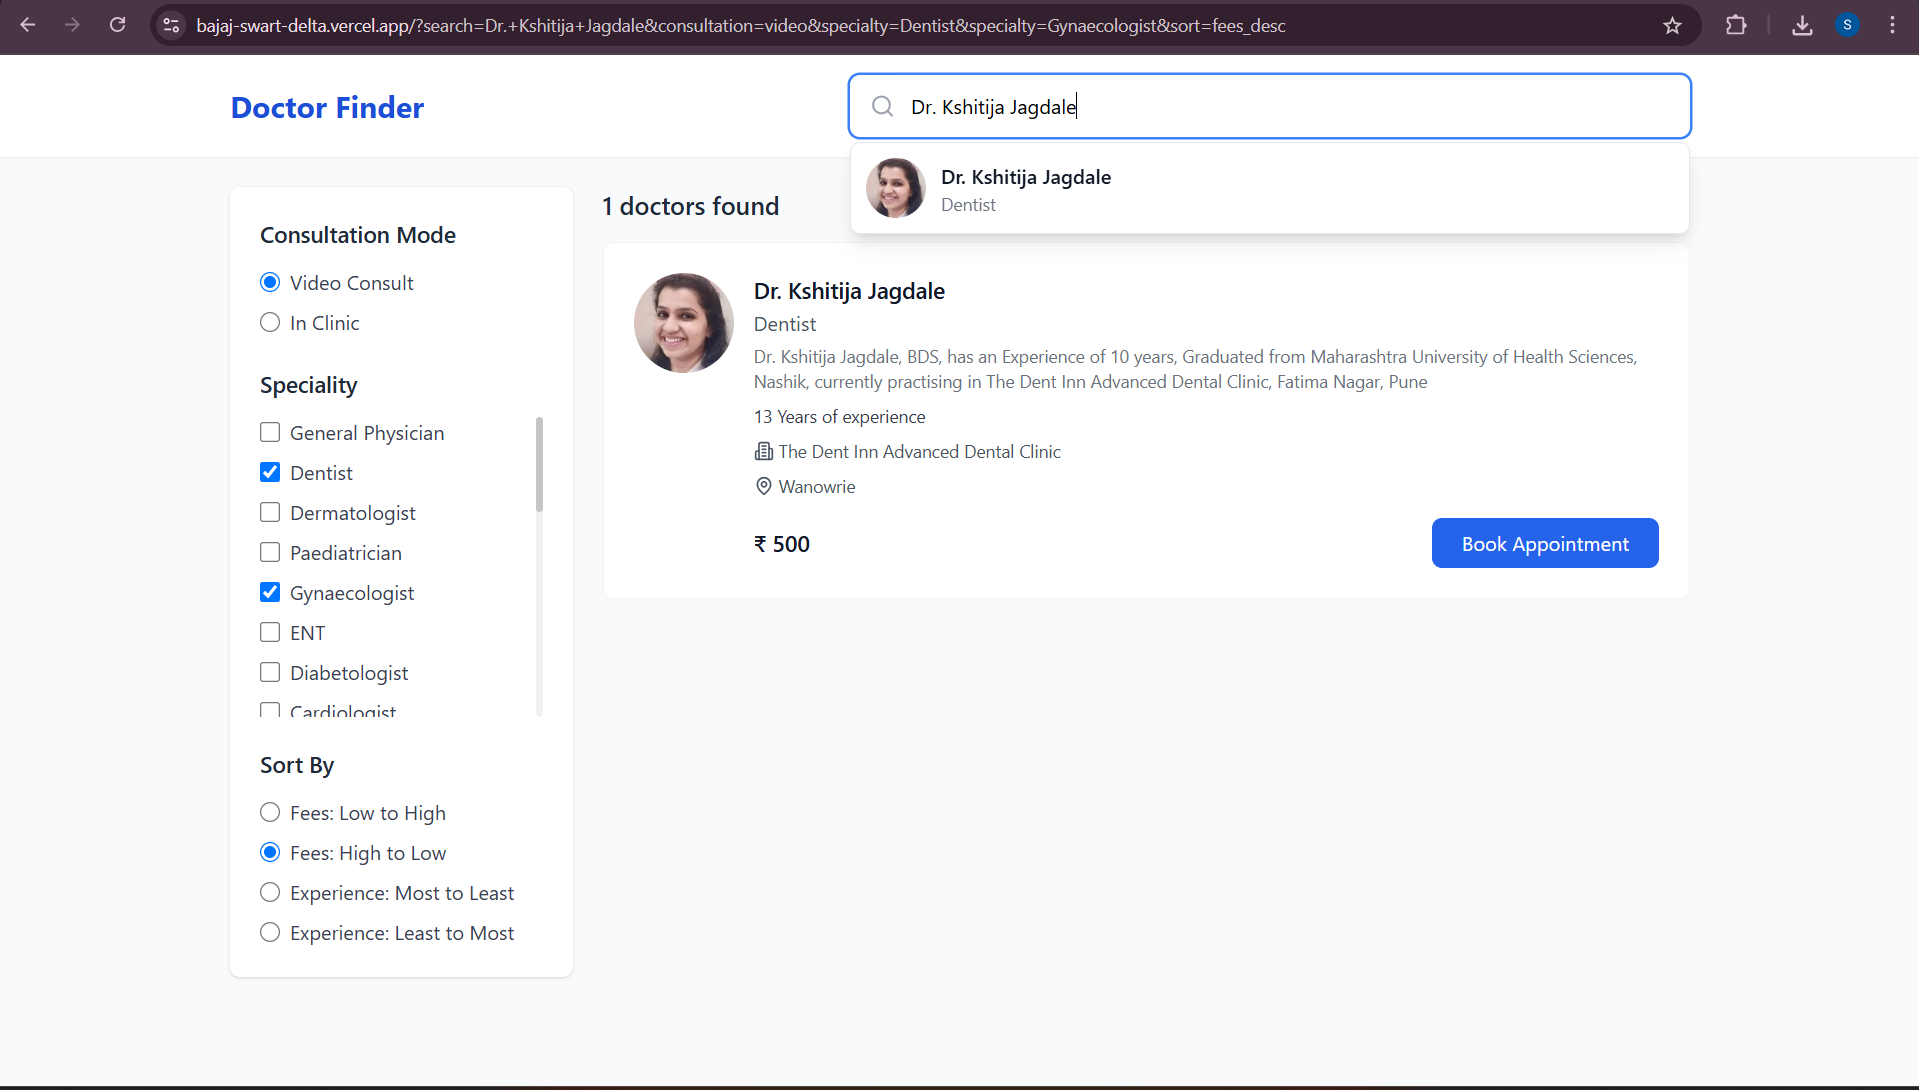 bajaj-swart-delta.vercel.app/?search=Dr.+Kshitija+Jagdale&consultation=video&specialty=Dentist&specialty=Gynaecologist&sort=fees_desc
S
Doctor Finder
Dr. Kshitija Jagdale
Dr. Kshitija Jagdale
Dentist
Consultation Mode
Video Consult
In Clinic
Speciality
General Physician
Dentist
Dermatologist
Paediatrician
Gynaecologist
ENT
Diabetologist
Cardiologist
Sort By
Fees: Low to High
Fees: High to Low
Experience: Most to Least
Experience: Least to Most
1 doctors found
Dr. Kshitija Jagdale
Dentist
Dr. Kshitija Jagdale, BDS, has an Experience of 10 years, Graduated from Maharashtra University of Health Sciences,
Nashik, currently practising in The Dent Inn Advanced Dental Clinic, Fatima Nagar, Pune
13 Years of experience
The Dent Inn Advanced Dental Clinic
Wanowrie
₹ 500
Book Appointment